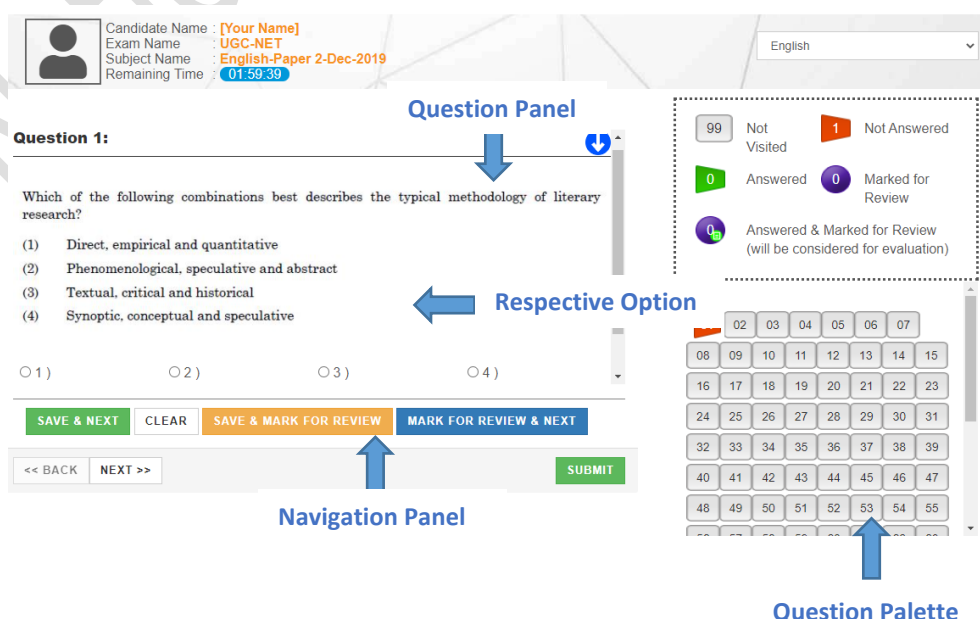 Candidate Name : [Your Name]
Exam Name : UGC-NET
Subject Name : English-Paper 2-Dec-2019
Remaining Time : 01:59:39
English
Question Panel
Question 1:
Which of the following combinations best describes the typical methodology of literary
research?
(1) Direct, empirical and quantitative
(2) Phenomenological, speculative and abstract
(3) Textual, critical and historical
(4) Synoptic, conceptual and speculative
Respective Option
1 ) 2 ) 3 ) 4 )
SAVE & NEXT CLEAR SAVE & MARK FOR REVIEW MARK FOR REVIEW & NEXT
<< BACK NEXT >> SUBMIT
Navigation Panel
99 Not Visited 1 Not Answered
0 Answered 0 Marked for Review
0 Answered & Marked for Review
(will be considered for evaluation)
02 03 04 05 06 07
08 09 10 11 12 13 14 15
16 17 18 19 20 21 22 23
24 25 26 27 28 29 30 31
32 33 34 35 36 37 38 39
40 41 42 43 44 45 46 47
48 49 50 51 52 53 54 55
Question Palette